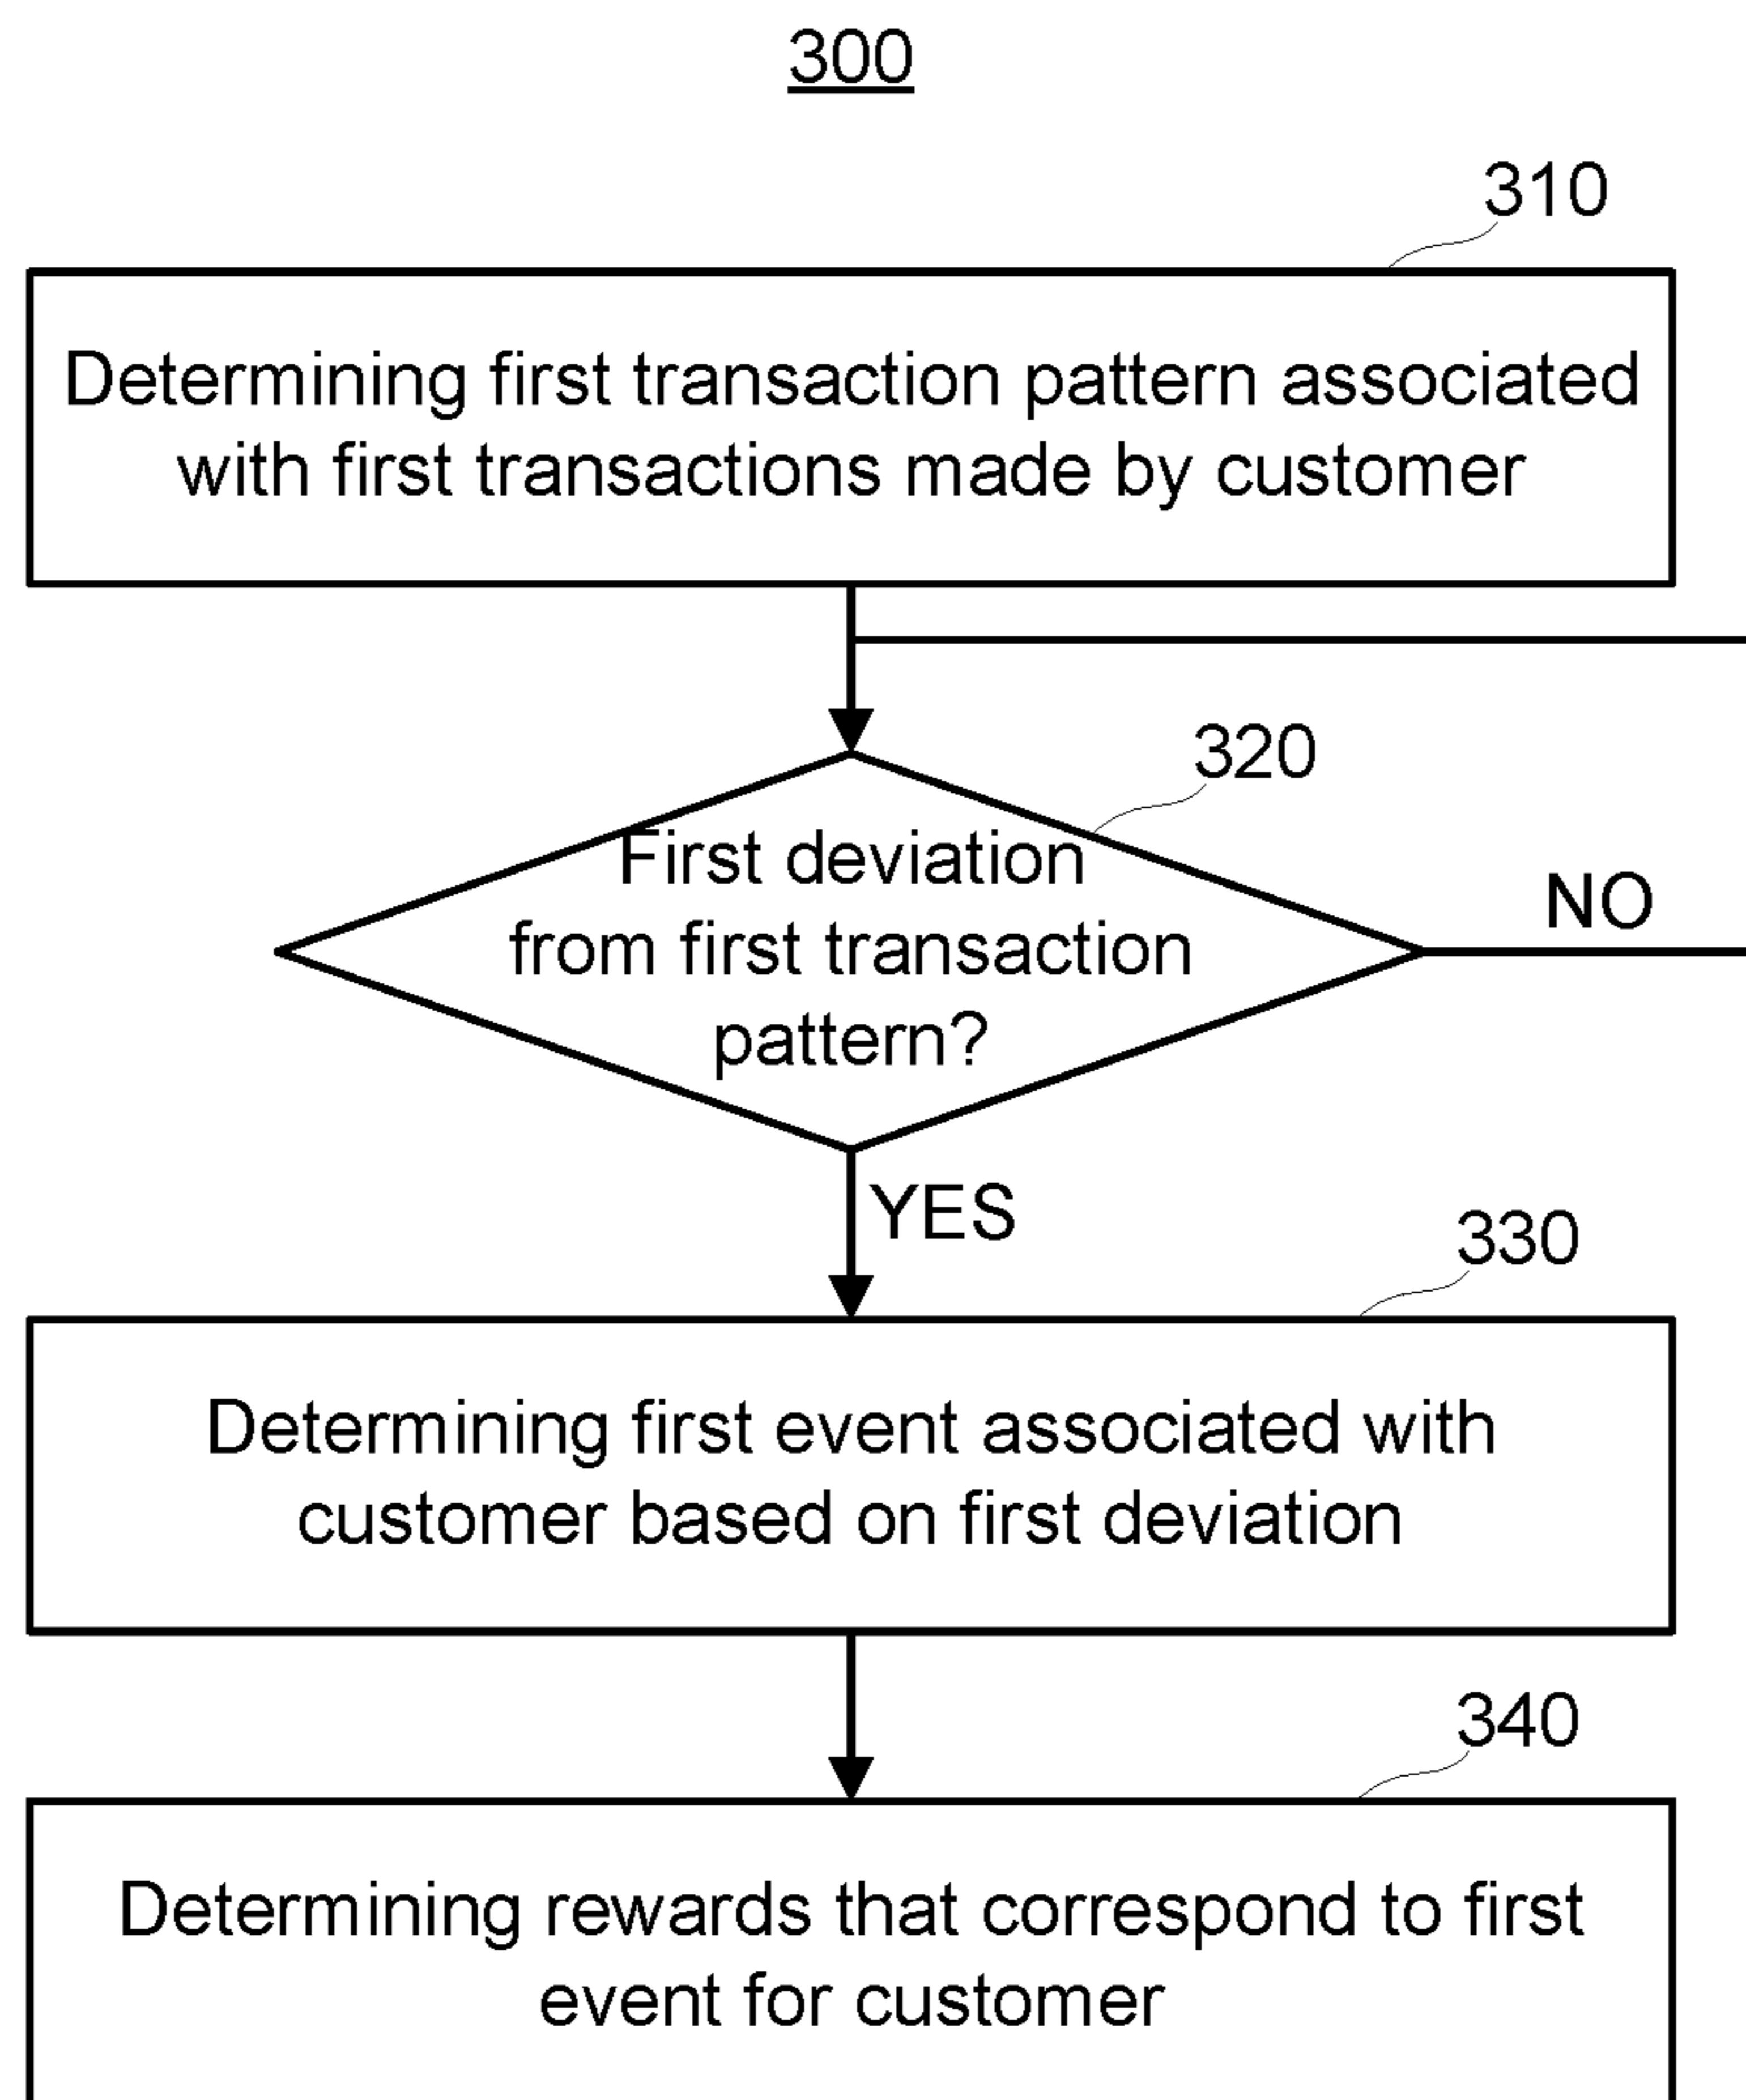 300
310
Determining first transaction pattern associated
with first transactions made by customer
320
First deviation
from first transaction
pattern?
NO
YES
330
Determining first event associated with
customer based on first deviation
340
Determining rewards that correspond to first
event for customer